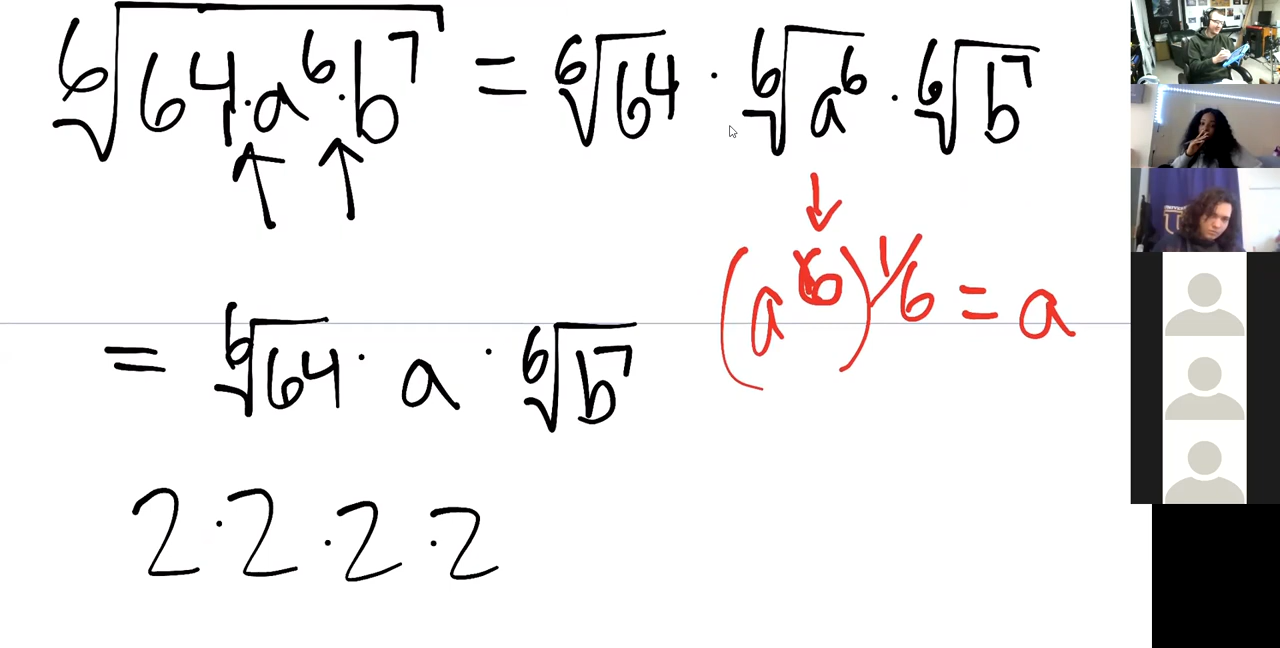 ⁶√(64·a⁶·b⁷) = ⁶√64 · ⁶√a⁶ · ⁶√b⁷
(a⁶)^1/6 = a
= ⁶√64 · a · ⁶√b⁷
2·2·2·2